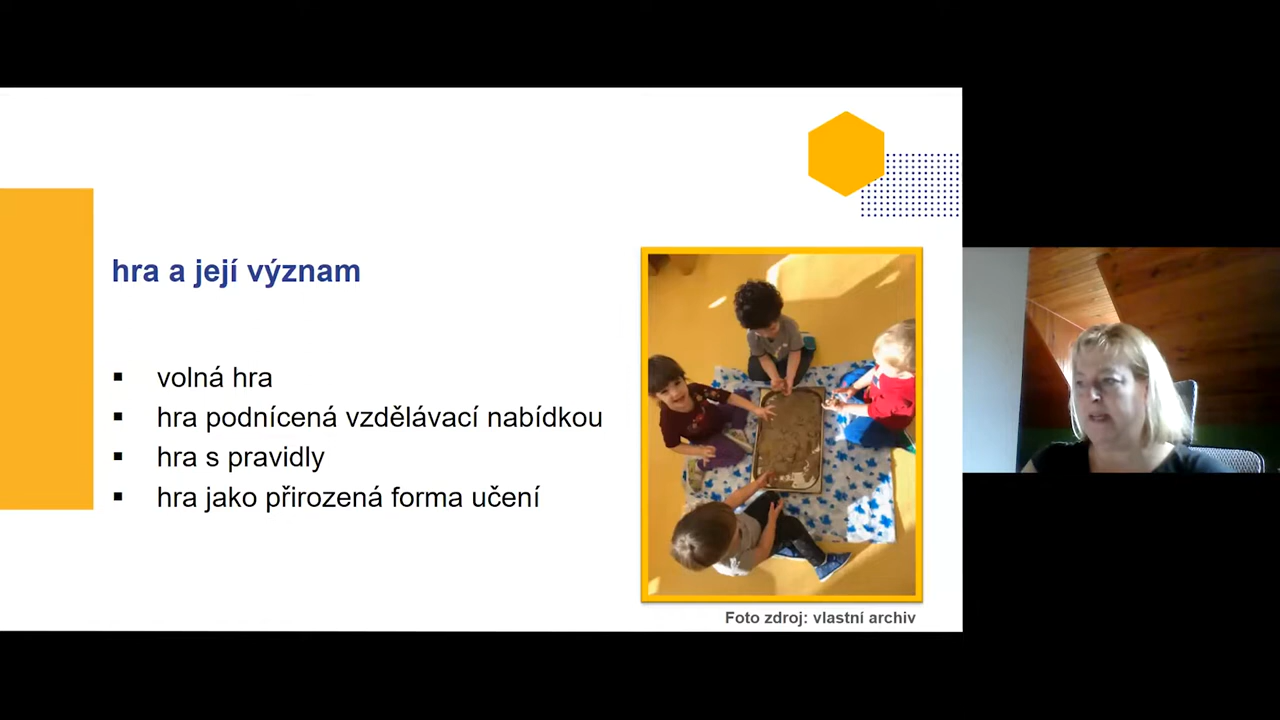 hra a její význam
volná hra
hra podnícená vzdělávací nabídkou
hra s pravidly
hra jako přirozená forma učení
Foto zdroj: vlastní archiv